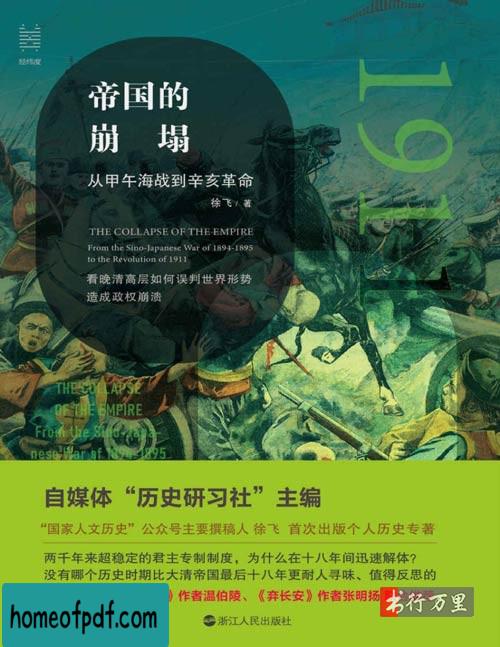 经纬度
1911
帝国的
崩塌
从甲午海战到辛亥革命
徐飞/著
THE COLLAPSE OF THE EMPIRE
From the Sino-Japanese War of 1894-1895
to the Revolution of 1911
看晚清高层如何误判世界形势
造成政权崩溃
THE COLLAPSE
OF THE EMPIRE
From the Sino-Japa-
nese War of 1894-1895
自媒体“历史研习社”主编
“国家人文历史”公众号主要撰稿人 徐飞 首次出版个人历史专著
两千年来超稳定的君主专制制度，为什么在十八年间迅速解体？
没有哪个历史时期比大清帝国最后十八年更耐人寻味、值得反思的
》作者温伯陵、《弃长安》作者张明扬
homeofpdf.com
书行万里
浙江人民出版社